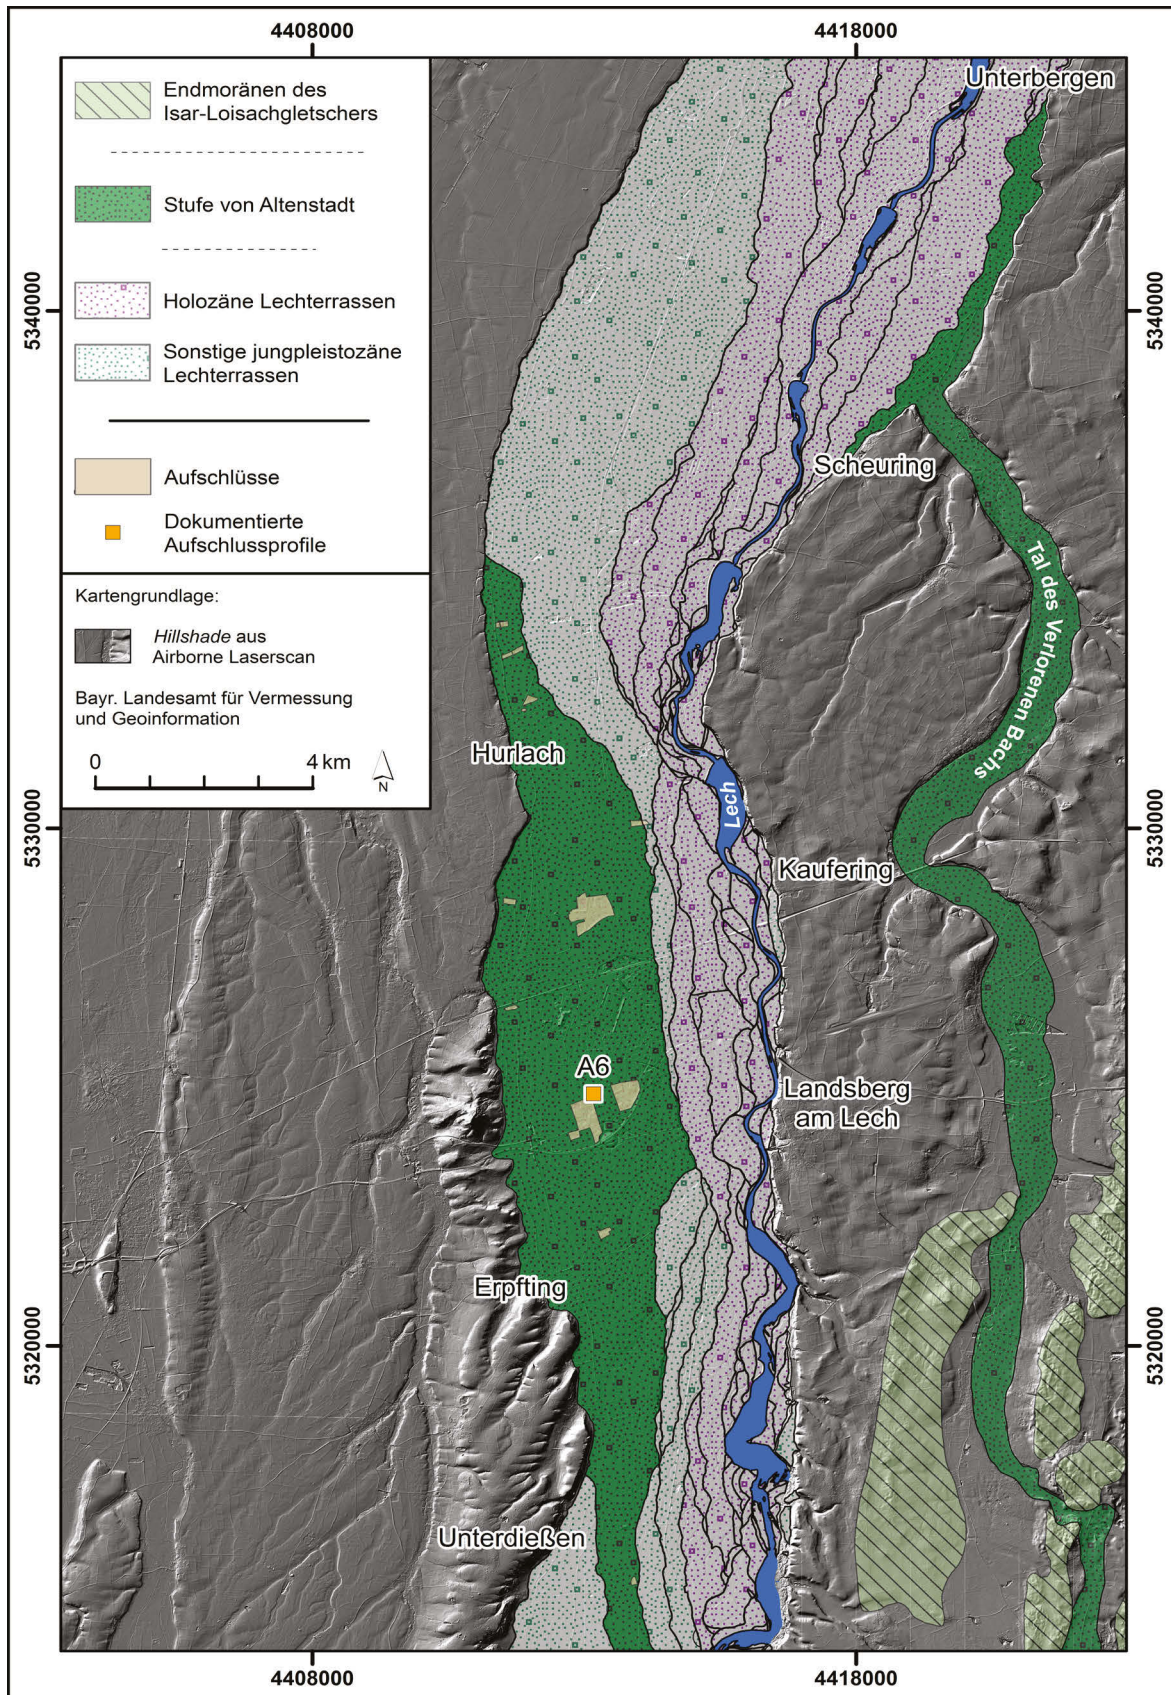 4408000
4418000
Endmoränen des
Isar-Loisachgletschers
Stufe von Altenstadt
Holozäne Lechterrassen
Sonstige jungpleistozäne
Lechterrassen
Aufschlüsse
Dokumentierte
Aufschlussprofile
Kartengrundlage:
Hillshade aus
Airborne Laserscan
Bayr. Landesamt für Vermessung
und Geoinformation
0
4 km
N
Unterbergen
5340000
5340000
Scheuring
Tal des Verlorenen Bachs
Hurlach
Lech
5330000
5330000
Kaufering
A6
Landsberg
am Lech
Erpfting
5320000
5320000
Unterdießen
4408000
4418000